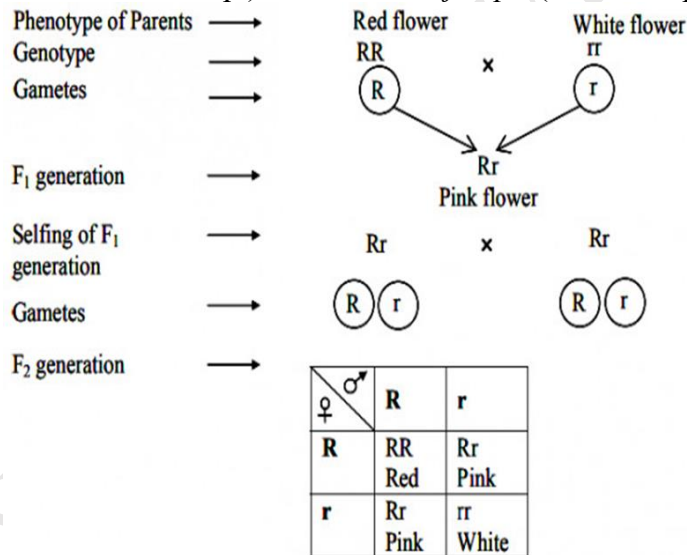 Phenotype of Parents Red flower White flower
Genotype RR x rr
Gametes R r
F₁ generation Rr
Pink flower
Selfing of F₁ Rr x Rr
generation
Gametes R r R r
F₂ generation
♀ ♂ R r
R RR Rr
Red Pink
r Rr rr
Pink White